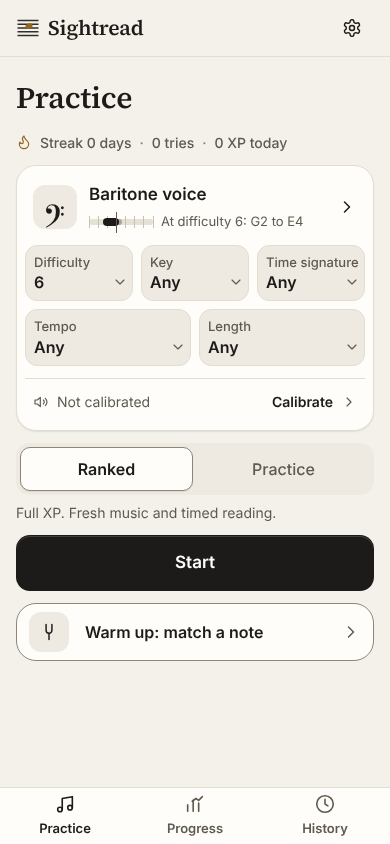 Sightread
Practice
Streak 0 days · 0 tries · 0 XP today
Baritone voice
At difficulty 6: G2 to E4
Difficulty Key Time signature
6 Any Any
Tempo Length
Any Any
Not calibrated Calibrate
Ranked Practice
Full XP. Fresh music and timed reading.
Start
Warm up: match a note
Practice Progress History